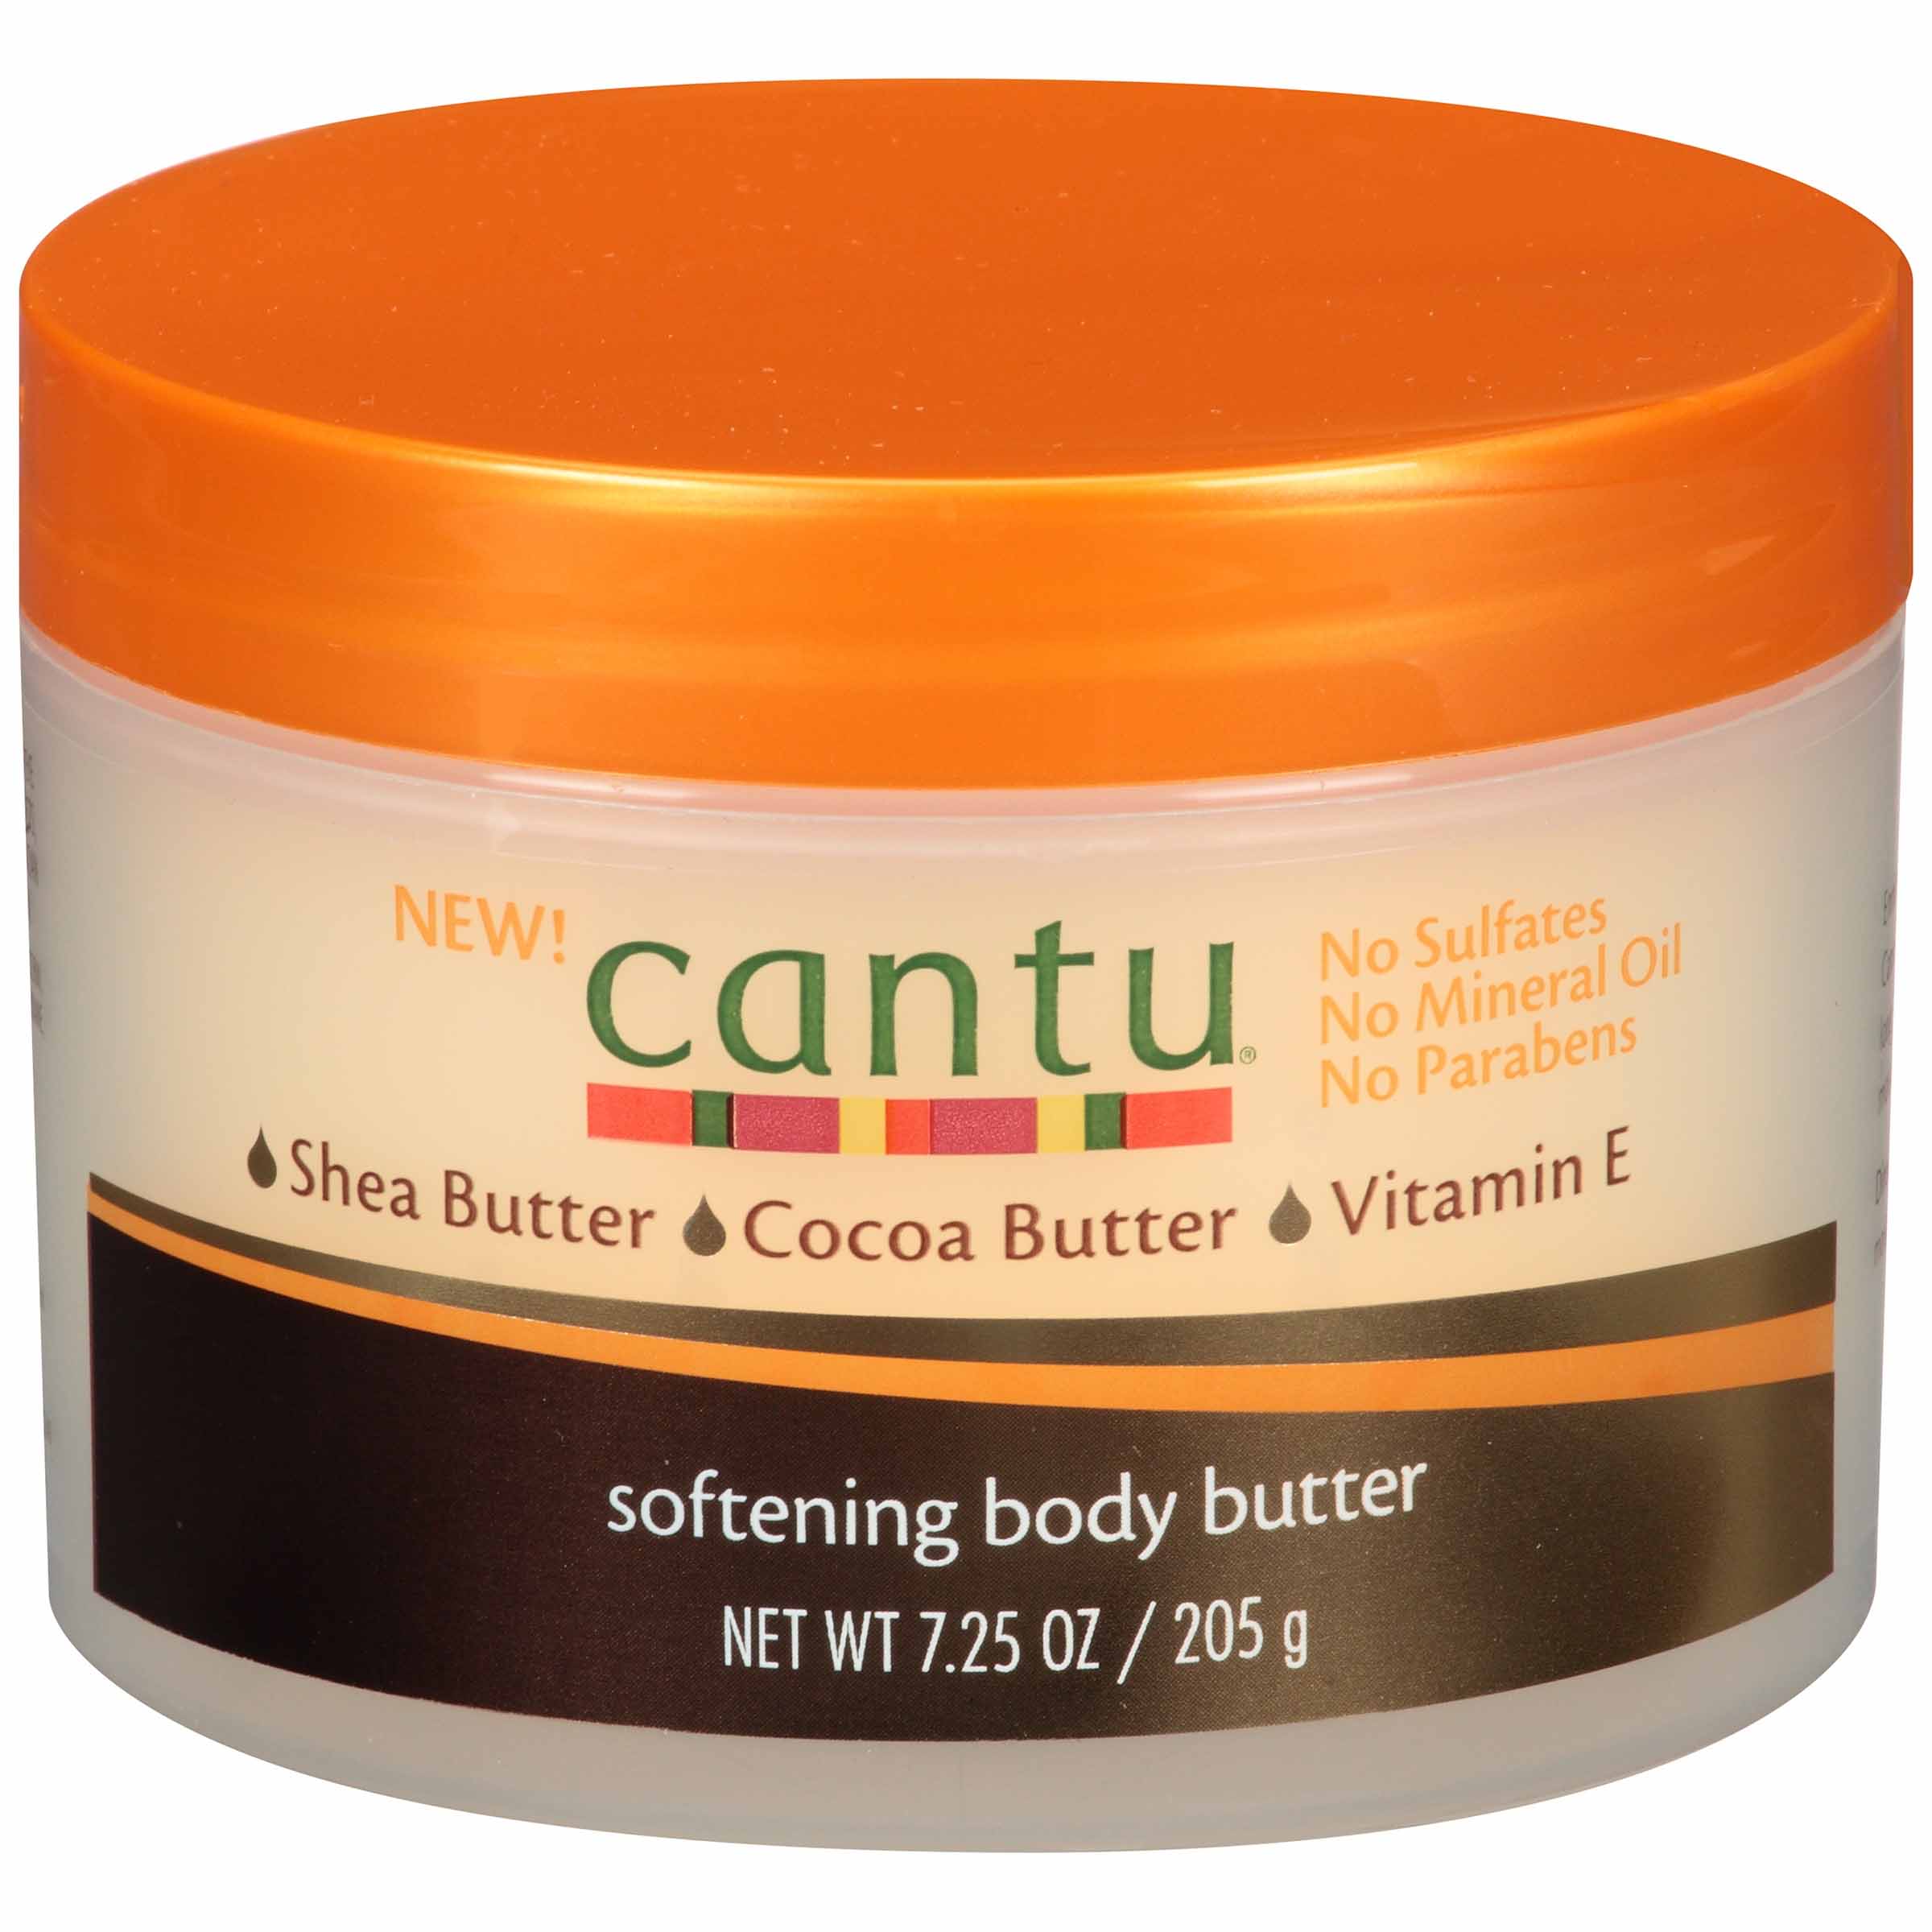 NEW!
cantu®
No Sulfates
No Mineral Oil
No Parabens
Shea Butter Cocoa Butter Vitamin E
softening body butter
NET WT 7.25 OZ / 205 g